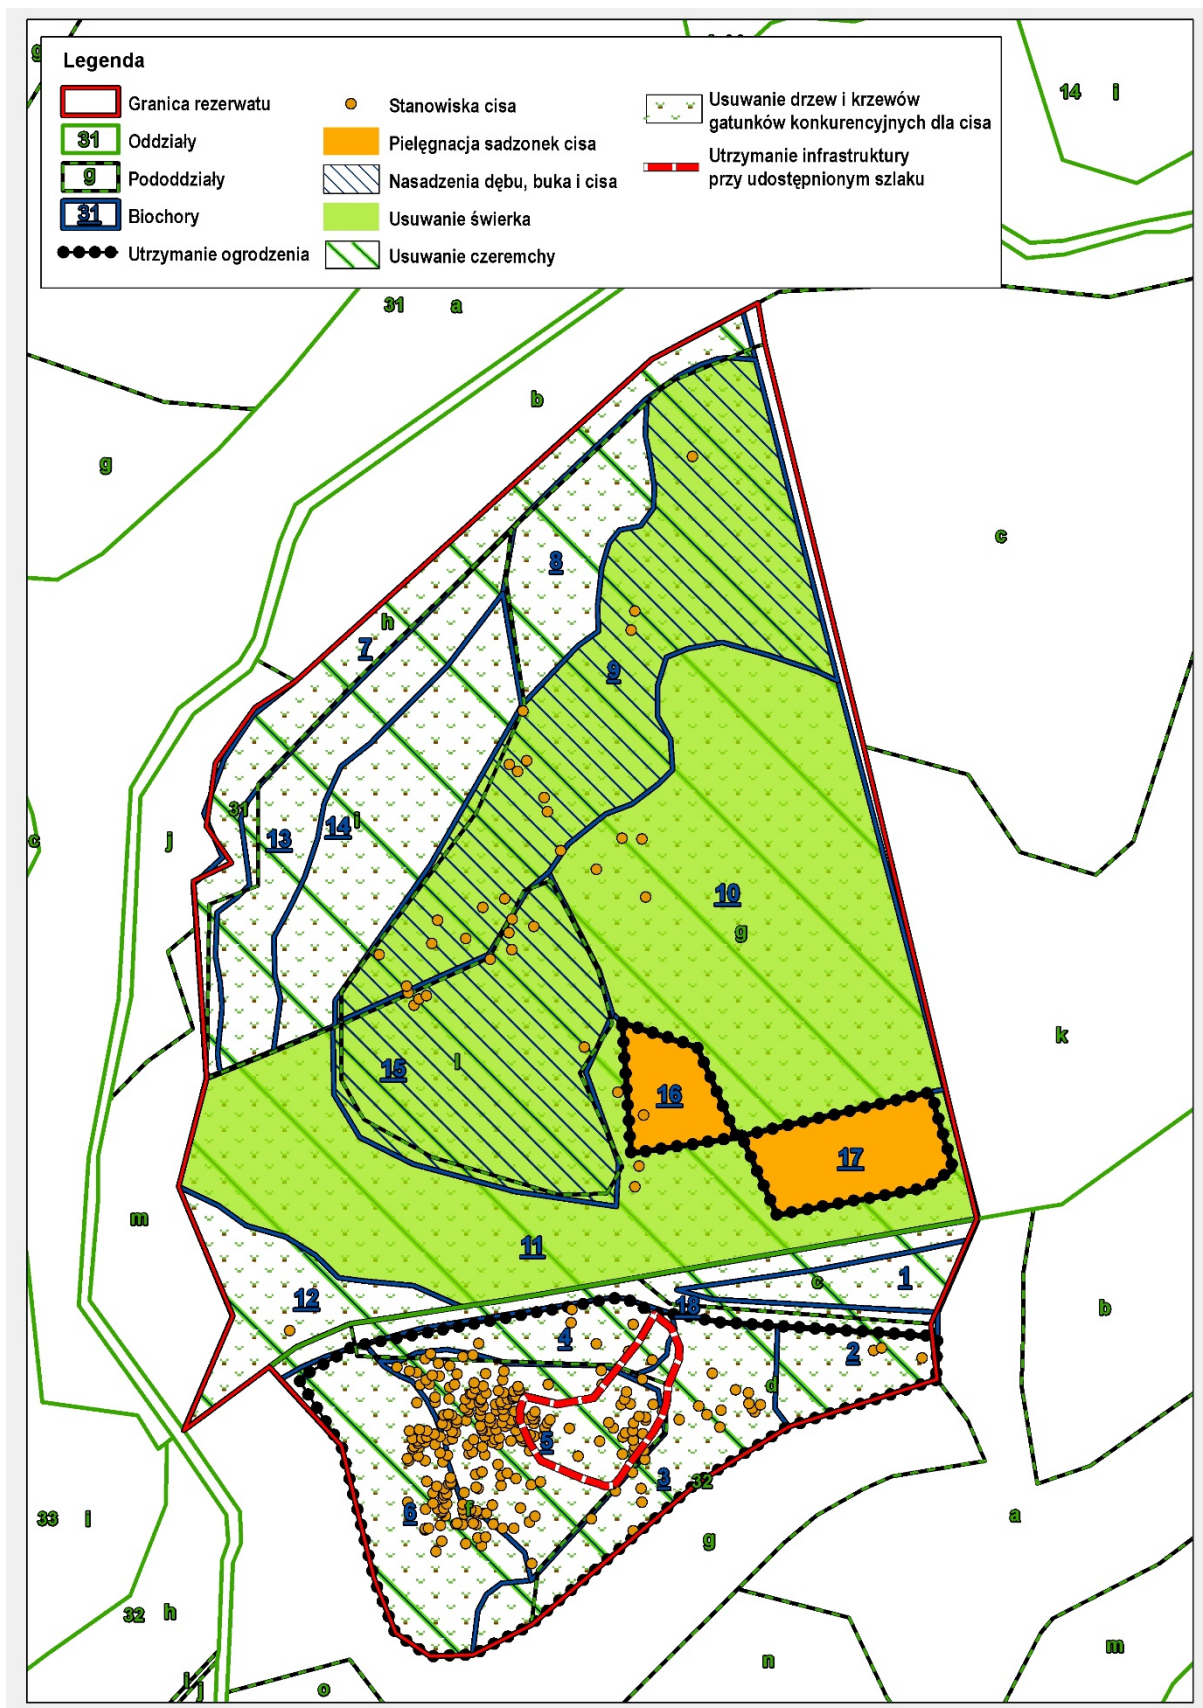 g
14 i
Legenda
Granica rezerwatu
31 Oddziały
g Pododdziały
31 Biochory
Utrzymanie ogrodzenia
Stanowiska cisa
Pielęgnacja sadzonek cisa
Nasadzenia dębu, buka i cisa
Usuwanie świerka
Usuwanie czeremchy
Usuwanie drzew i krzewów
gatunków konkurencyjnych dla cisa
Utrzymanie infrastruktury
przy udostępnionym szlaku
31 a
b
g
c
8
h
7
9
31
i
c
j
13
14
10
g
k
15
l
16
17
m
11
c
1
12
18
b
4
2
d
5
3
32
6
f
33 i
g
a
32 h
m
n
i
j
o